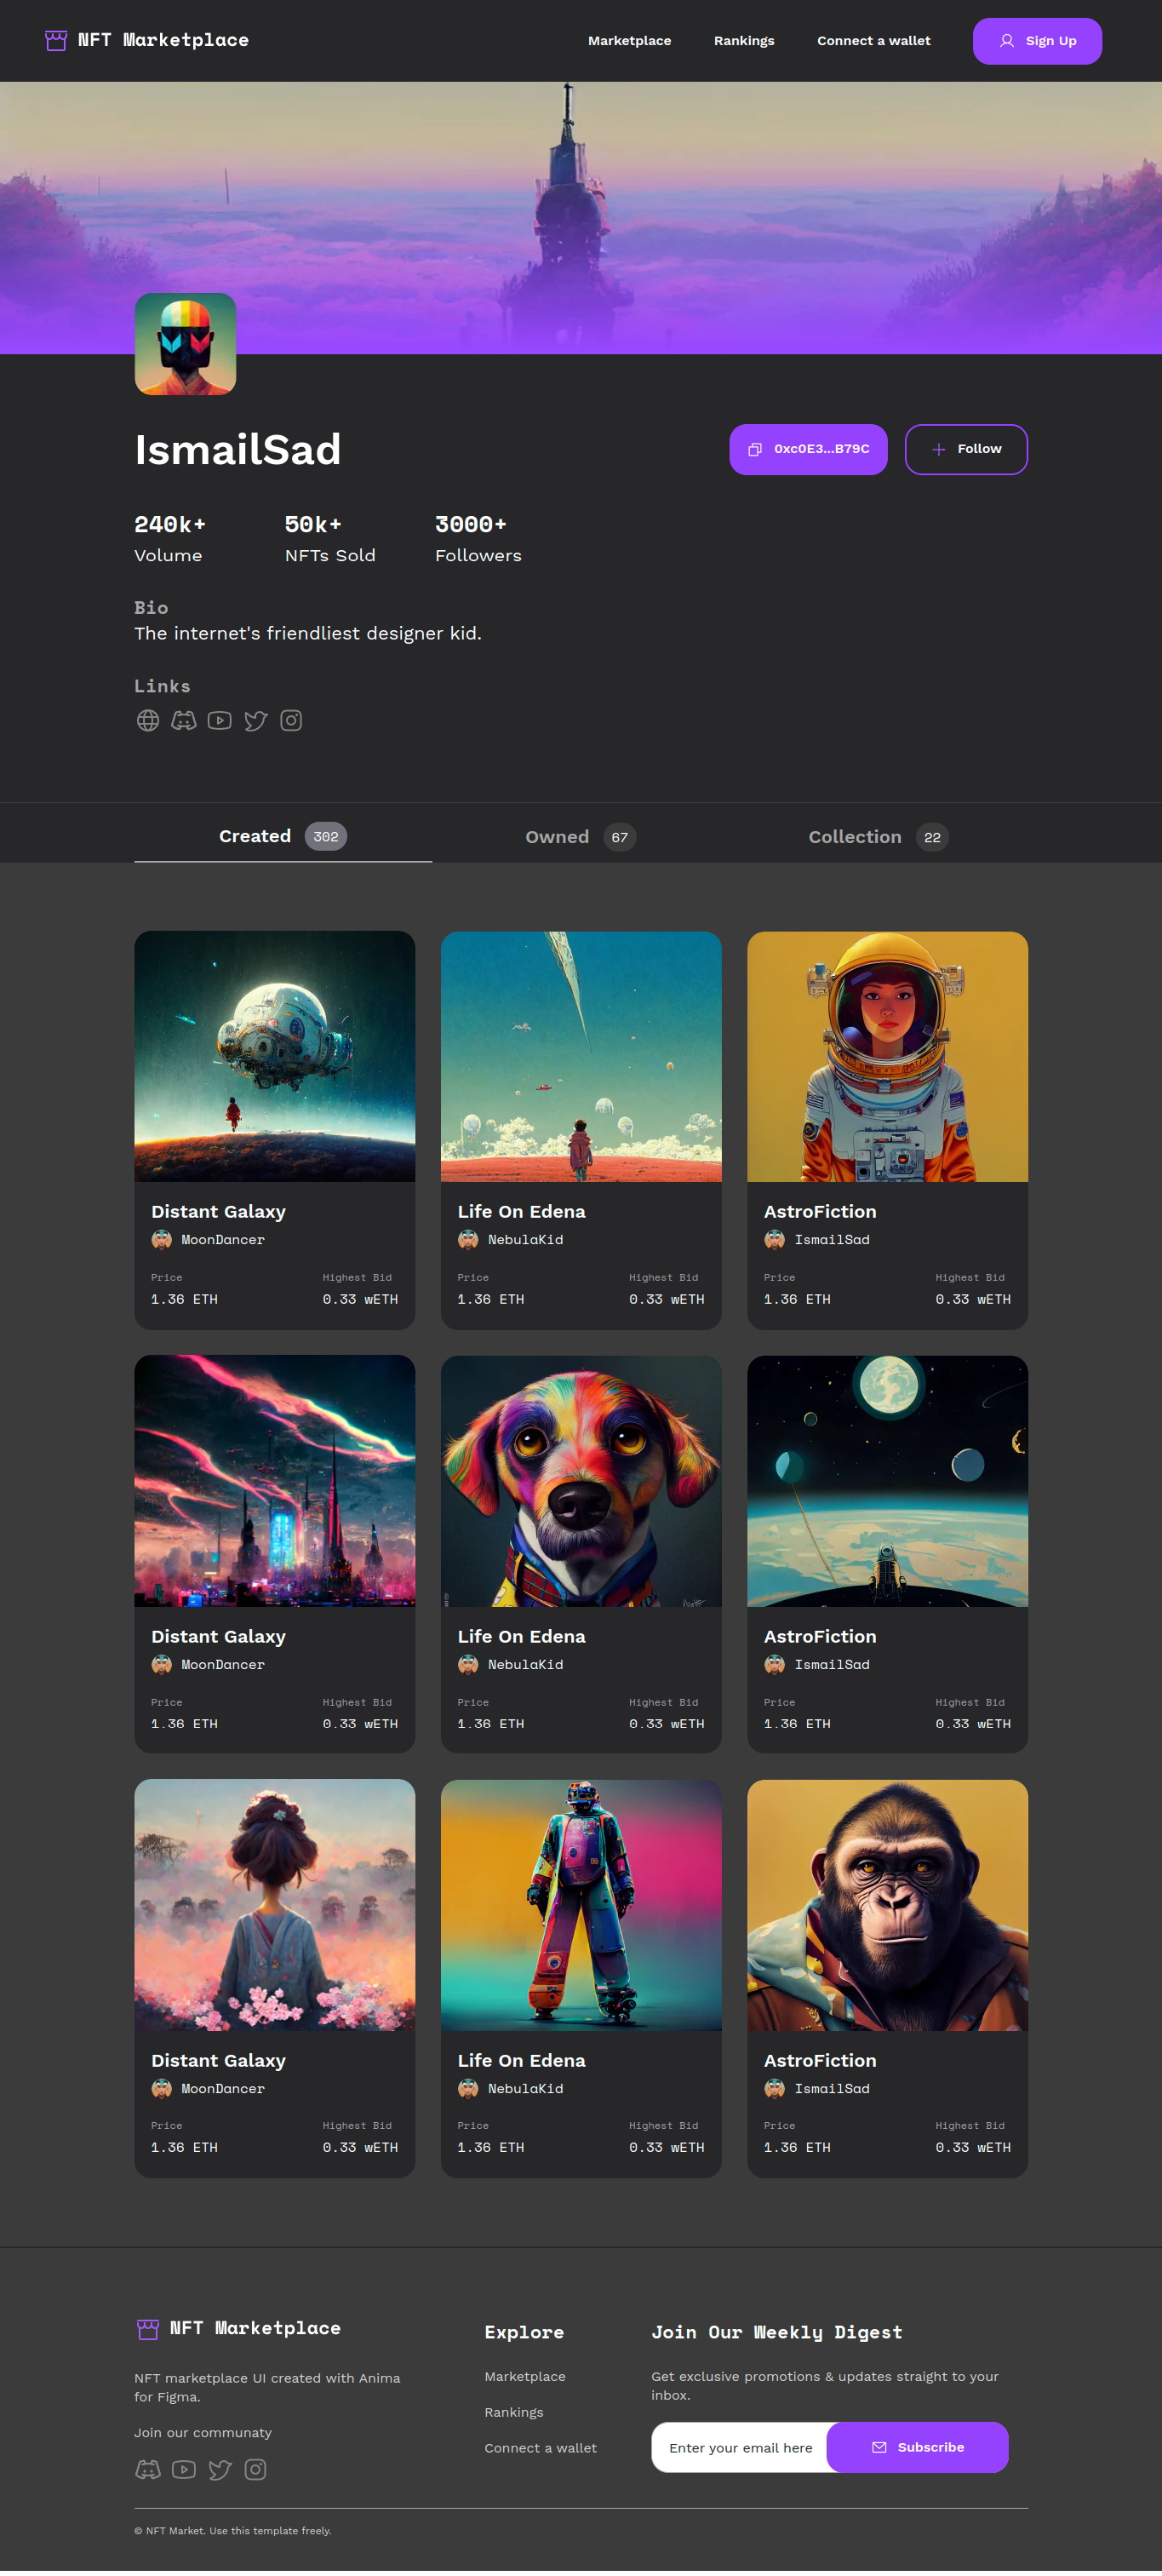 NFT Marketplace
Marketplace
Rankings
Connect a wallet
Sign Up
IsmailSad
0xc0E3...B79C
Follow
240k+
50k+
3000+
Volume
NFTs Sold
Followers
Bio
The internet's friendliest designer kid.
Links
Created 302
Owned 67
Collection 22
Distant Galaxy
MoonDancer
Price
Highest Bid
1.36 ETH
0.33 wETH
Life On Edena
NebulaKid
Price
Highest Bid
1.36 ETH
0.33 wETH
AstroFiction
IsmailSad
Price
Highest Bid
1.36 ETH
0.33 wETH
Distant Galaxy
MoonDancer
Price
Highest Bid
1.36 ETH
0.33 wETH
Life On Edena
NebulaKid
Price
Highest Bid
1.36 ETH
0.33 wETH
AstroFiction
IsmailSad
Price
Highest Bid
1.36 ETH
0.33 wETH
Distant Galaxy
MoonDancer
Price
Highest Bid
1.36 ETH
0.33 wETH
Life On Edena
NebulaKid
Price
Highest Bid
1.36 ETH
0.33 wETH
AstroFiction
IsmailSad
Price
Highest Bid
1.36 ETH
0.33 wETH
NFT Marketplace
NFT marketplace UI created with Anima
for Figma.
Join our communaty
Explore
Marketplace
Rankings
Connect a wallet
Join Our Weekly Digest
Get exclusive promotions & updates straight to your
inbox.
Enter your email here
Subscribe
© NFT Market. Use this template freely.